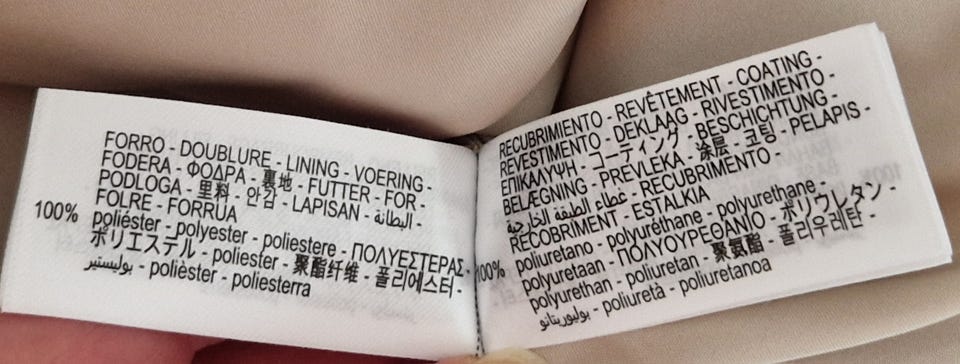 FORRO - DOUBLURE - LINING - VOERING -
FODERA - ΦΟΔΡΑ - 裏地 - FUTTER - FOR -
PODLOGA - 里料 - 안감 - LAPISAN - البطانة -
FOLRE - FORRUA
100%
poliéster - polyester - poliestere - ΠΟΛΥΕΣΤΕΡΑΣ -
ポリエステル - poliester - 聚酯纤维 - 폴리에스터 -
بوليستير - polièster - poliesterra
RECUBRIMIENTO - REVÊTEMENT - COATING -
REVESTIMENTO - DEKLAAG - RIVESTIMENTO -
ΕΠΙΚΑΛΥΨΗ - コーティング - BESCHICHTUNG -
BELÆGNING - PREVLEKA - 涂层 - 코팅 - PELAPIS -
غطاء الطبقة الخارجية - RECUBRIMENTO -
RECOBRIMENT - ESTALKIA
100%
poliuretano - polyuréthane - polyurethane -
polyuretaan - ΠΟΛΥΟΥΡΕΘΑΝΙΟ - ポリウレタン -
polyurethan - poliuretan - 聚氨酯 - 폴리우레탄 -
بوليوريتانو - poliuretà - poliuretanoa